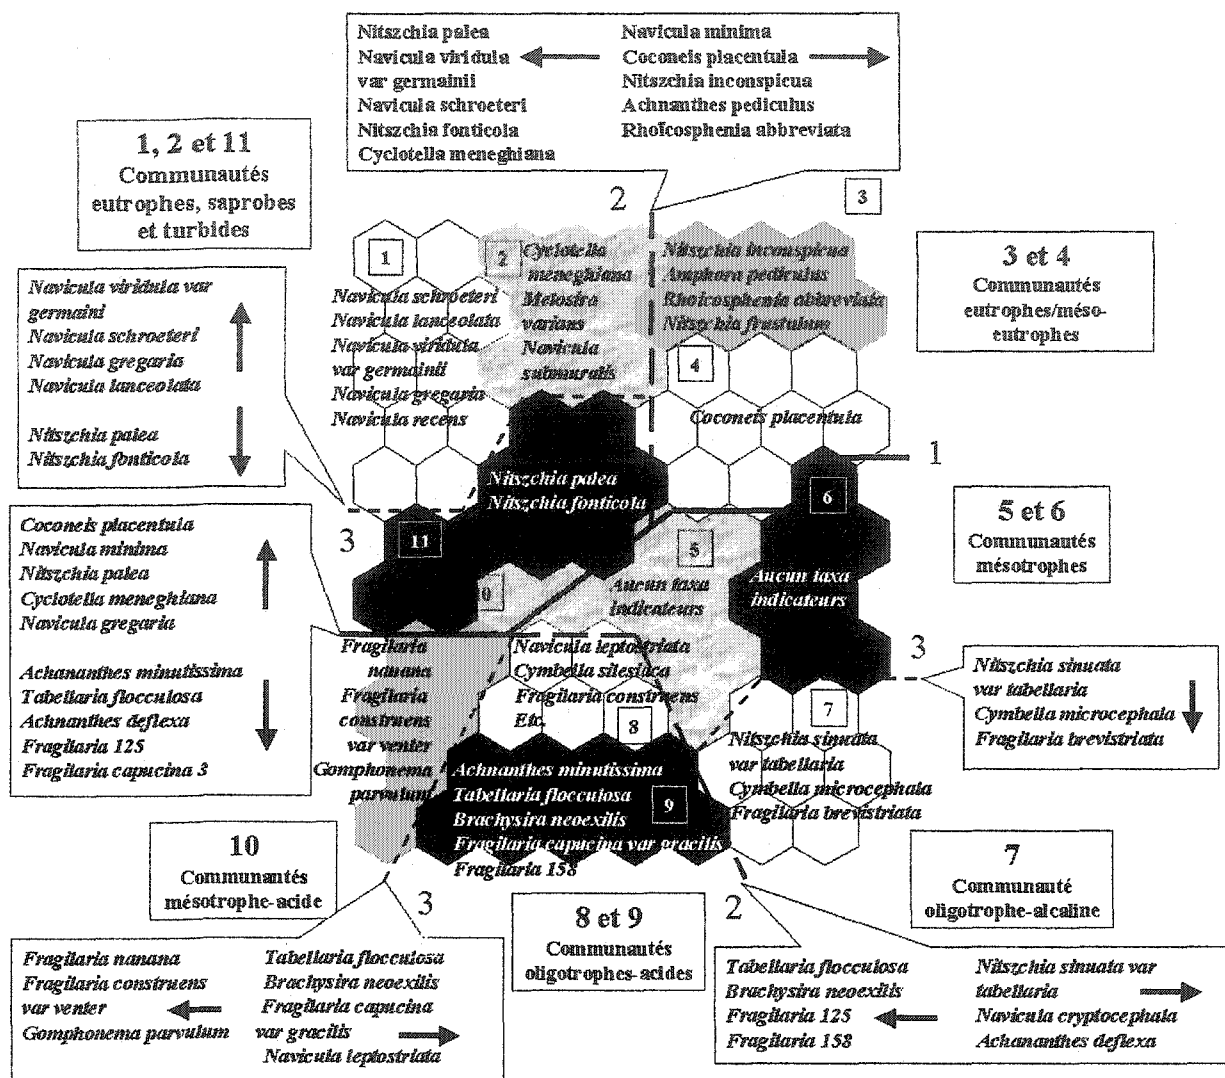 Nitszchia palea
Navicula viridula
var germainii
Navicula schroeteri
Nitszchia fonticola
Cyclotella meneghiana
Navicula minima
Coconeis placentula
Nitszchia inconspicua
Achnanthes pediculus
Rhoïcosphenia abbreviata
1, 2 et 11
Communautés
eutrophes, saprobes
et turbides
2
3
3 et 4
Communautés
eutrophes/méso-
eutrophes
1
Navicula schroeteri
Navicula lanceolata
Navicula viridula
var germainii
Navicula gregaria
Navicula recens
2
Cyclotella
meneghiana
Melosira
varians
Navicula
submuralis
Nitszchia inconspicua
Amphora pediculus
Rhoicosphenia abbreviata
Nitszchia frustulum
4
Coconeis placentula
Navicula viridula var
germaini
Navicula schroeteri
Navicula gregaria
Navicula lanceolata
Nitszchia palea
Nitszchia fonticola
3
Nitszchia palea
Nitszchia fonticola
11
1
6
Aucun taxa
indicateurs
5
Aucun taxa
indicateurs
5 et 6
Communautés
mésotrophes
Coconeis placentula
Navicula minima
Nitszchia palea
Cyclotella meneghiana
Navicula gregaria
Achananthes minutissima
Tabellaria flocculosa
Achnanthes deflexa
Fragilaria 125
Fragilaria capucina 3
0
Fragilaria
nanana
Fragilaria
construens
var venter
Gomphonema
parvulum
Navicula leptostriata
Cymbella silesiaca
Fragilaria construens
Etc.
8
Achnanthes minutissima
Tabellaria flocculosa
Brachysira neoexilis
Fragilaria capucina var gracilis
Fragilaria 158
9
7
Nitszchia sinuata
var tabellaria
Cymbella microcephala
Fragilaria brevistriata
3
Nitszchia sinuata
var tabellaria
Cymbella microcephala
Fragilaria brevistriata
10
Communautés
mésotrophe-acide
3
8 et 9
Communautés
oligotrophes-acides
2
7
Communauté
oligotrophe-alcaline
Fragilaria nanana
Fragilaria construens
var venter
Gomphonema parvulum
Tabellaria flocculosa
Brachysira neoexilis
Fragilaria capucina
var gracilis
Navicula leptostriata
Tabellaria flocculosa
Brachysira neoexilis
Fragilaria 125
Fragilaria 158
Nitszchia sinuata var
tabellaria
Navicula cryptocephala
Achananthes deflexa